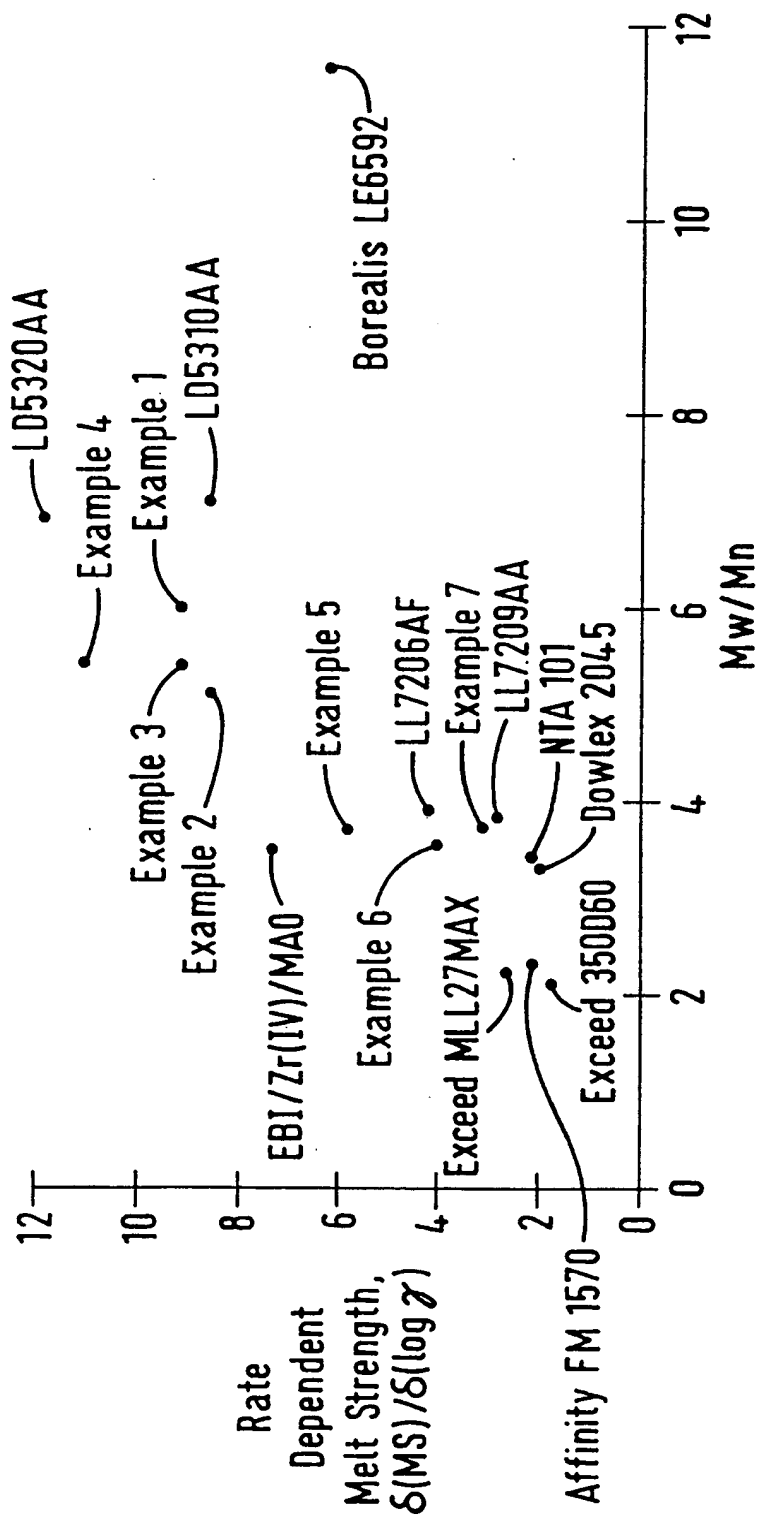 Rate
Dependent
Melt Strength,
δ(MS)/δ(log γ)
12
10
8
6
4
2
0
0
2
4
6
8
10
12
Mw/Mn
LD5320AA
Example 4
Example 1
LD5310AA
Example 3
Example 2
Borealis LE6592
EBI/Zr(IV)/MAO
Example 5
Example 6
LL7206AF
Example 7
LL7209AA
Exceed MLL27MAX
NTA 101
Dowlex 2045
Exceed 350D60
Affinity FM 1570